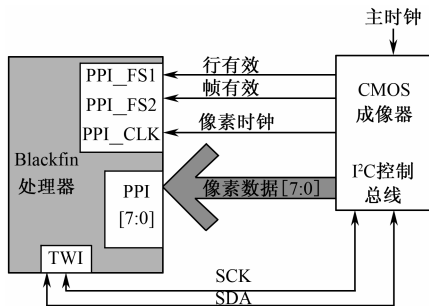 主时钟
PPI_FS1
行有效
PPI_FS2
帧有效
CMOS
成像器
PPI_CLK
像素时钟
Blackfin
处理器
PPI
[7:0]
像素数据[7:0]
I²C控制
总线
TWI
SCK
SDA